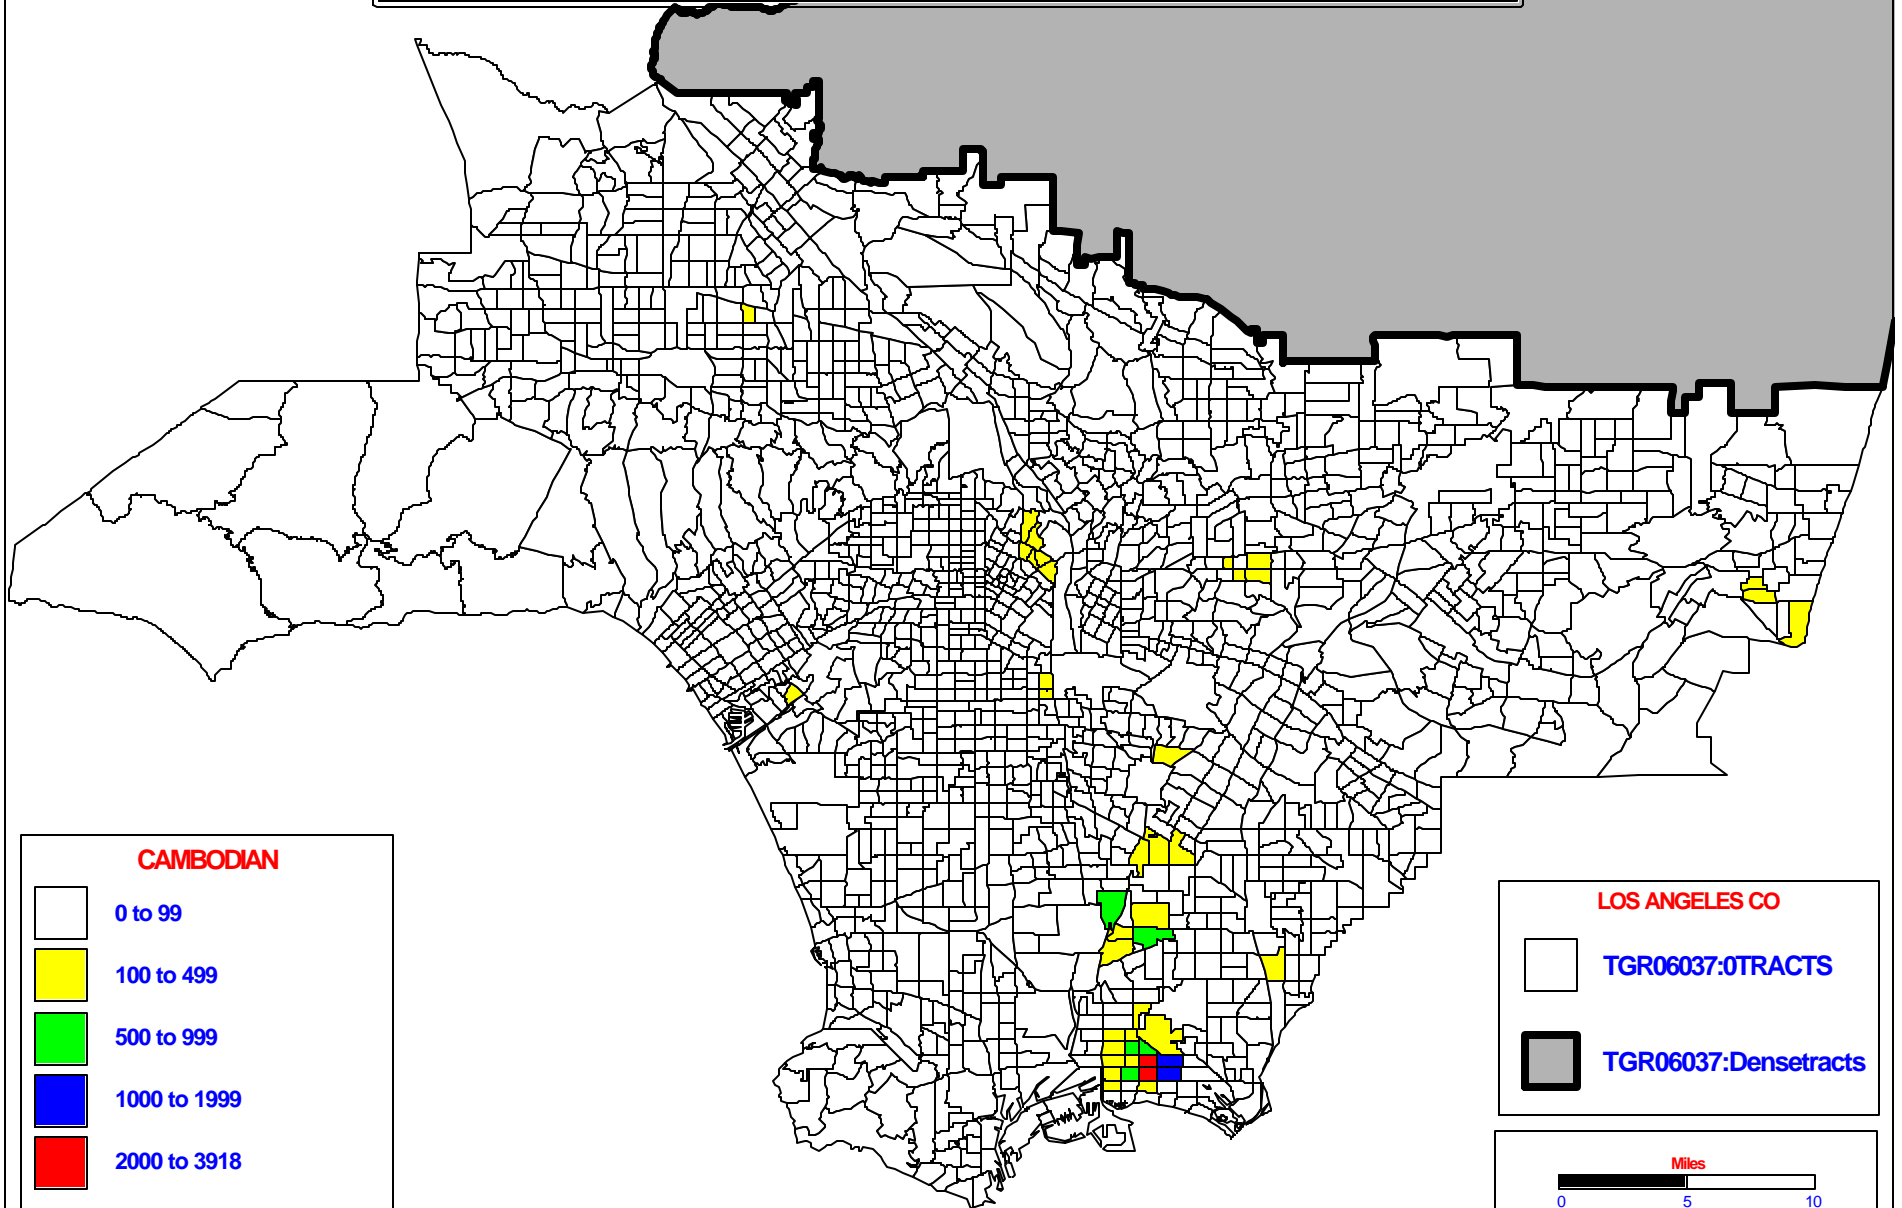 CAMBODIAN
0 to 99
100 to 499
500 to 999
1000 to 1999
2000 to 3918
LOS ANGELES CO
TGR06037:0TRACTS
TGR06037:Densetracts
Miles
0 5 10